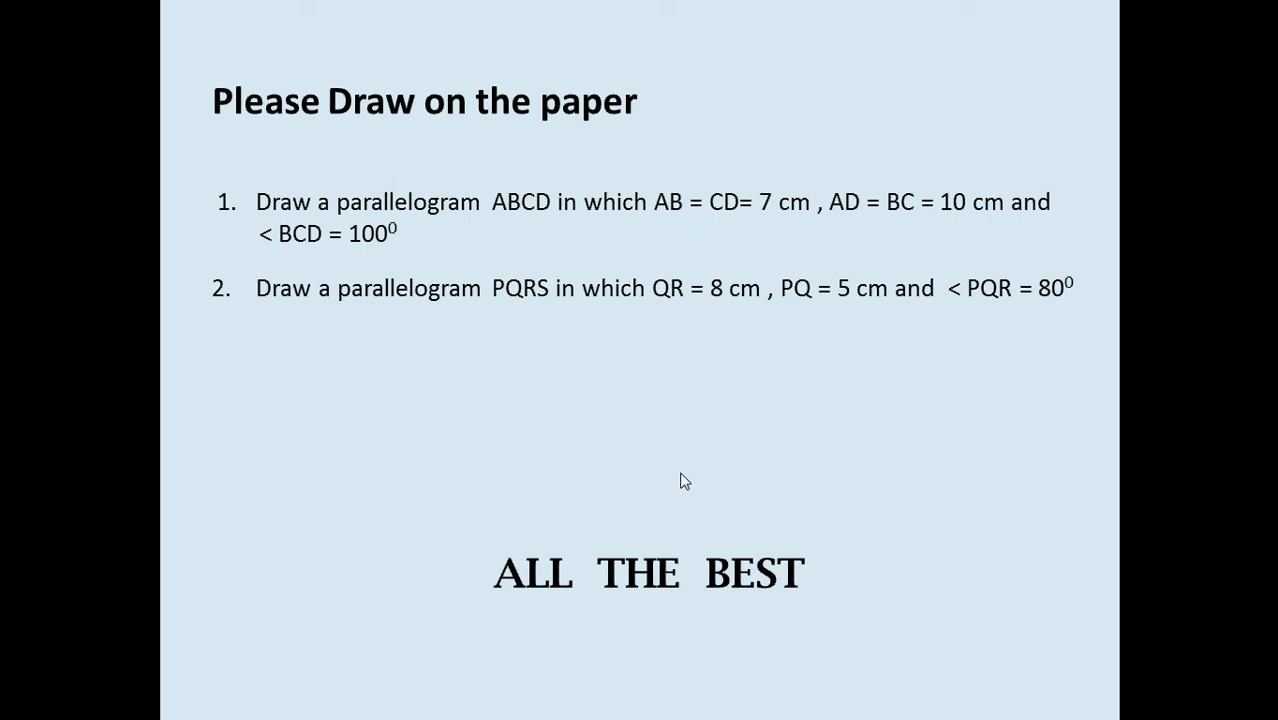 Please Draw on the paper
1. Draw a parallelogram ABCD in which AB = CD= 7 cm , AD = BC = 10 cm and
< BCD = 100⁰
2. Draw a parallelogram PQRS in which QR = 8 cm , PQ = 5 cm and < PQR = 80⁰
ALL THE BEST